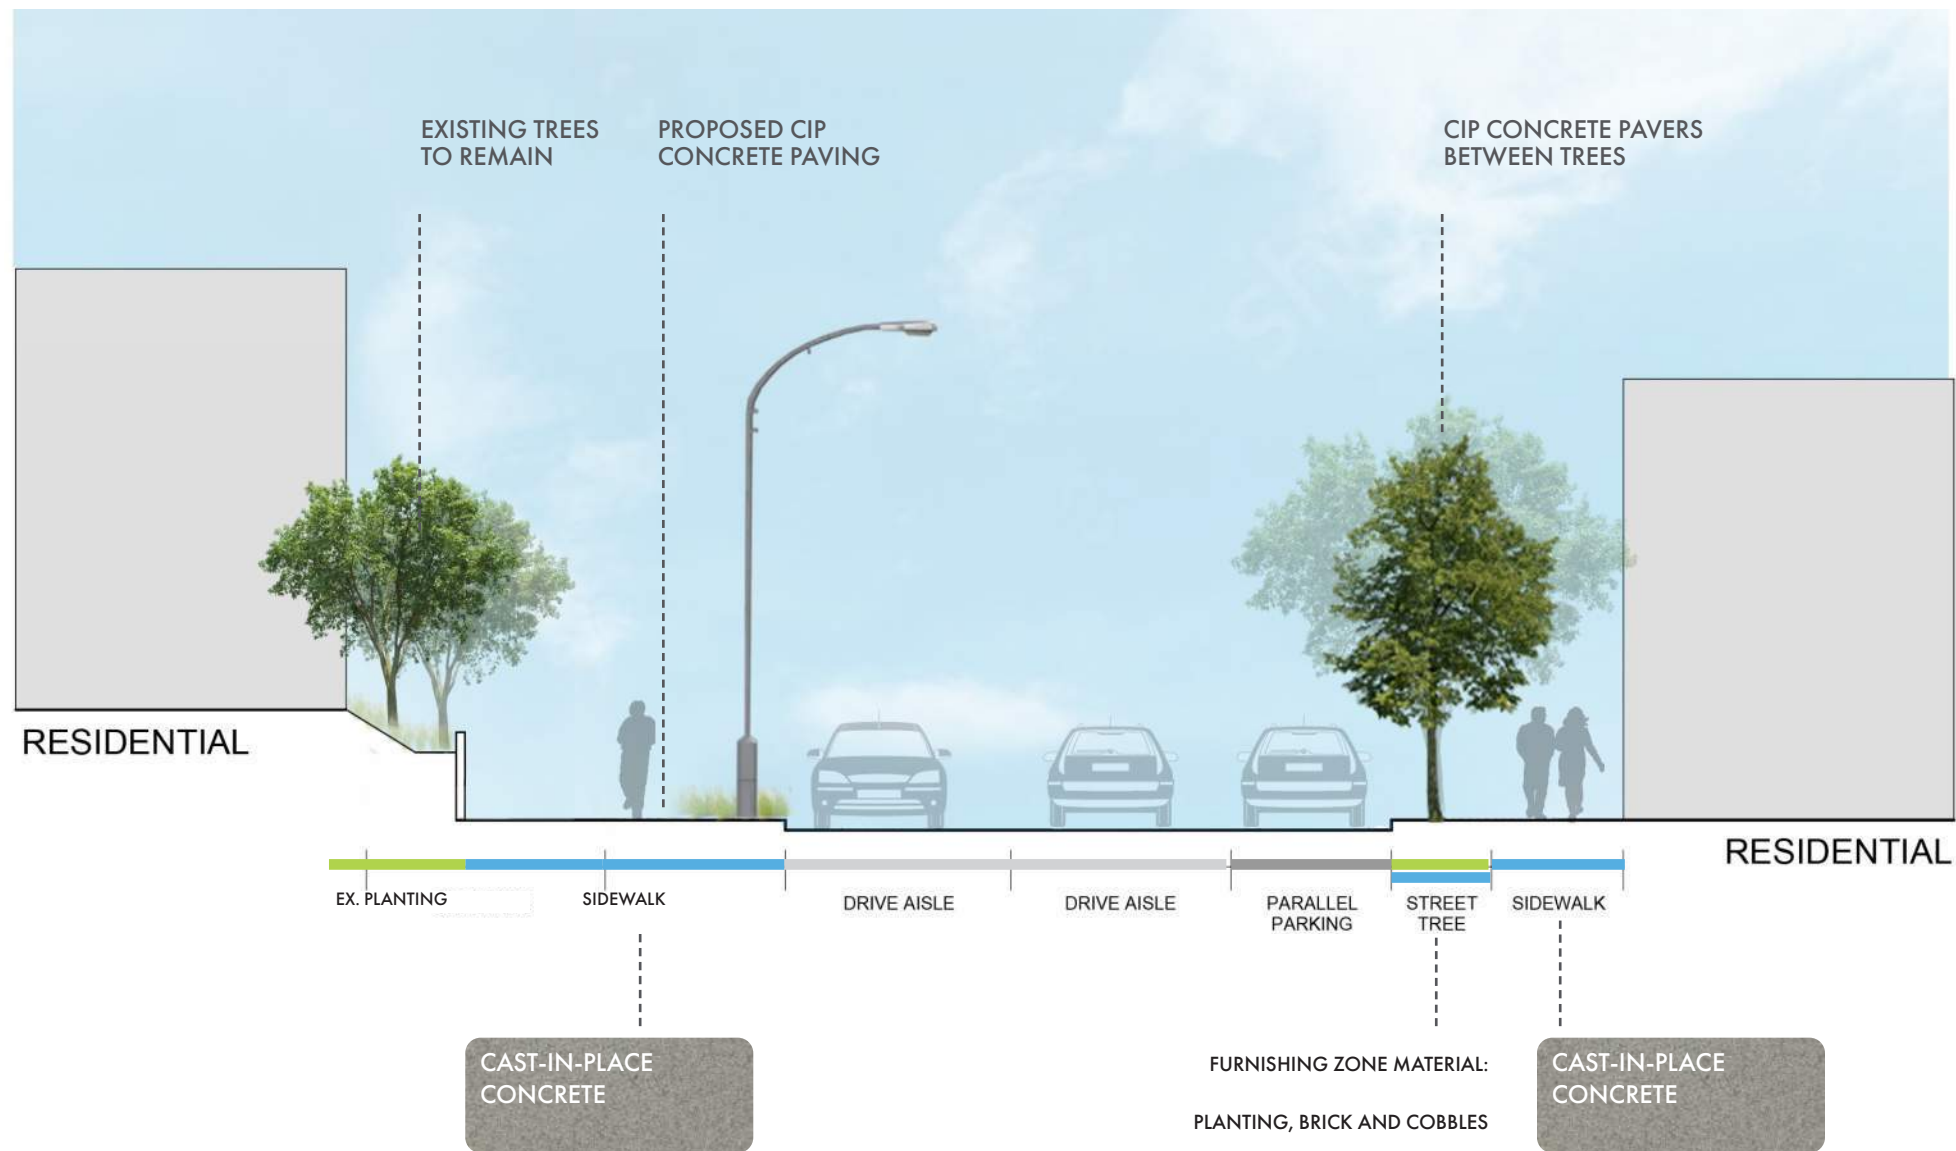 EXISTING TREES
TO REMAIN
PROPOSED CIP
CONCRETE PAVING
CIP CONCRETE PAVERS
BETWEEN TREES
RESIDENTIAL
RESIDENTIAL
EX. PLANTING
SIDEWALK
DRIVE AISLE
DRIVE AISLE
PARALLEL
PARKING
STREET
TREE
SIDEWALK
CAST-IN-PLACE
CONCRETE
FURNISHING ZONE MATERIAL:
PLANTING, BRICK AND COBBLES
CAST-IN-PLACE
CONCRETE